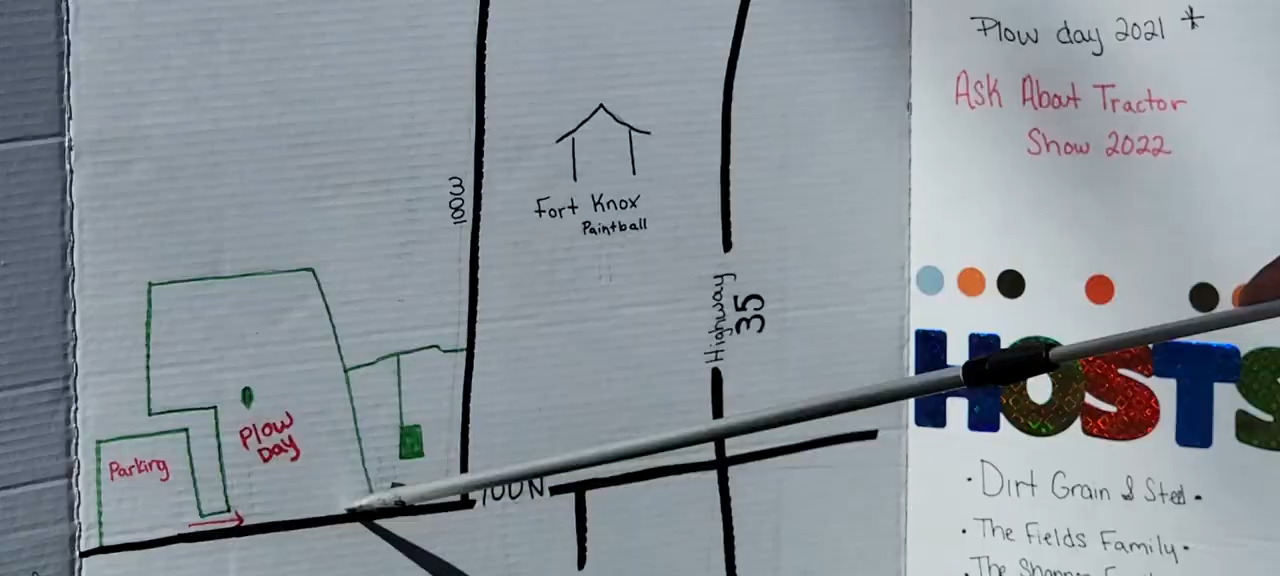 Plow day 2021 *
Ask About Tractor
Show 2022
100W
Fort Knox
Paintball
Highway
35
HOSTS
Plow
Day
Parking
100N
· Dirt Grain & Steel ·
· The Fields Family ·
· The